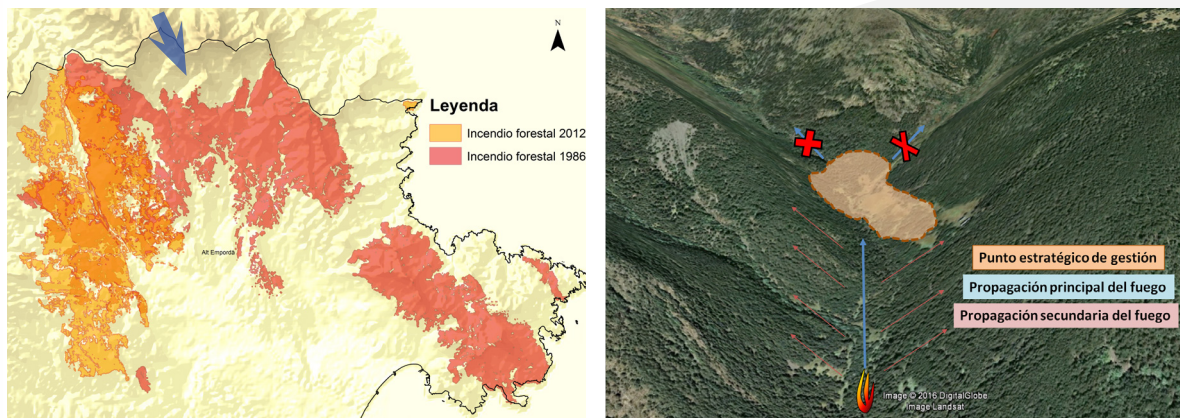 N
Leyenda
Incendio forestal 2012
Incendio forestal 1986
Alt Emporda
Punto estratégico de gestión
Propagación principal del fuego
Propagación secundaria del fuego
Image © 2016 DigitalGlobe
Image Landsat